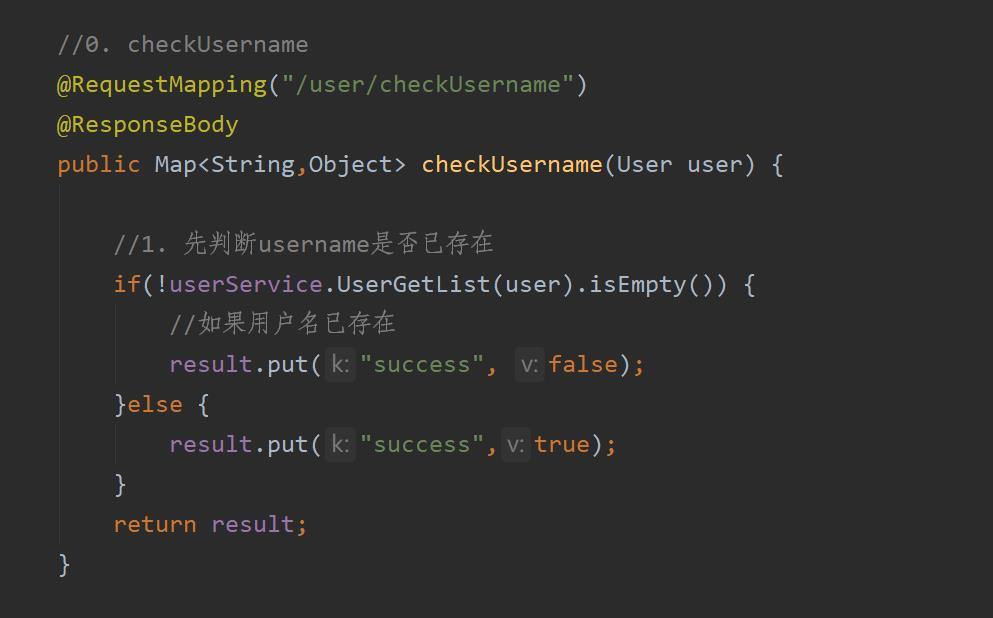 //0. checkUsername
@RequestMapping("/user/checkUsername")
@ResponseBody
public Map<String,Object> checkUsername(User user) {
//1. 先判断username是否已存在
if(!userService.UserGetList(user).isEmpty()) {
//如果用户名已存在
result.put( k: "success", v: false);
}else {
result.put( k: "success", v: true);
}
return result;
}